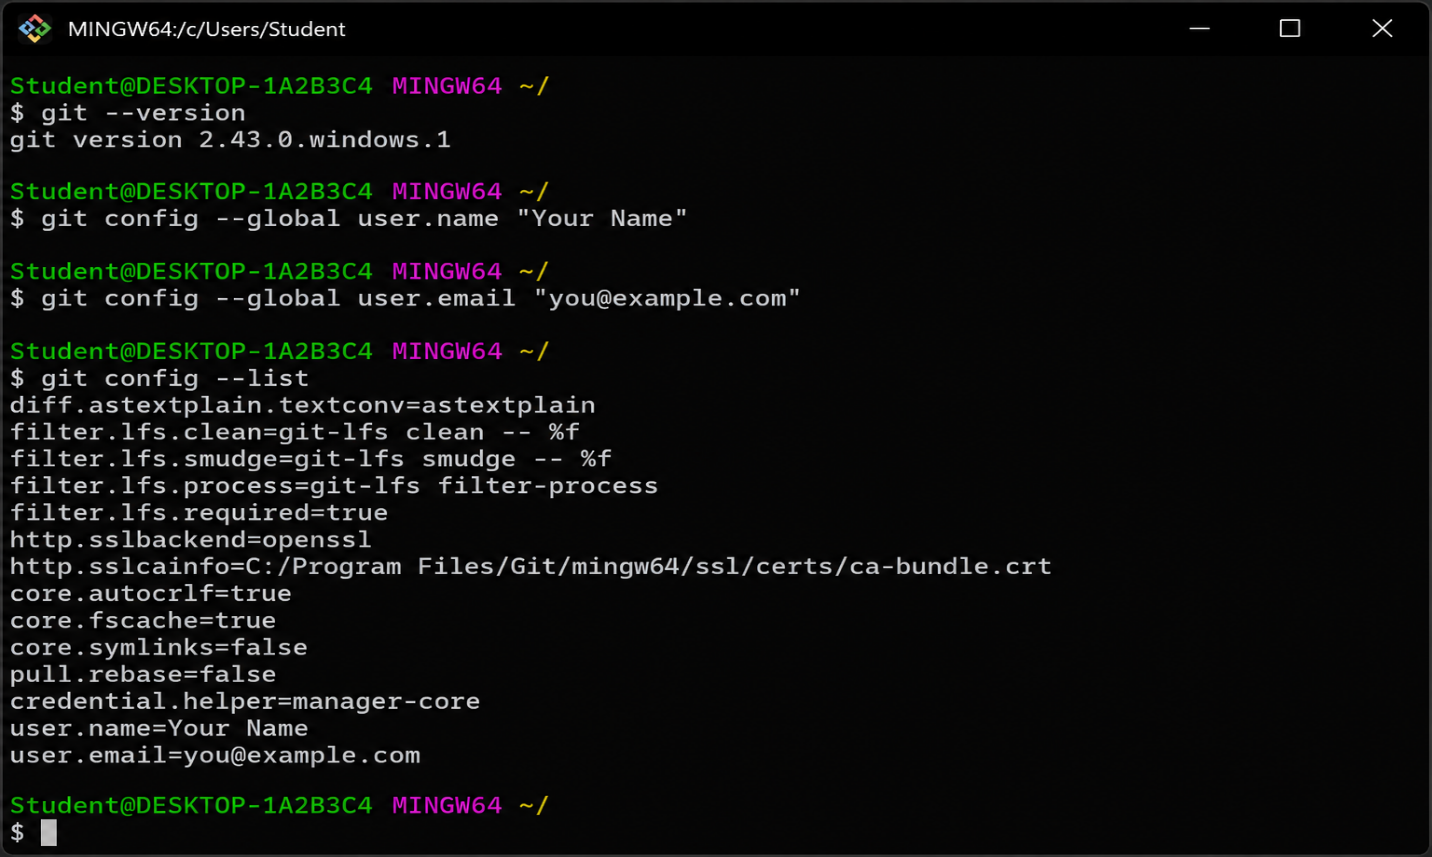 MINGW64:/c/Users/Student
Student@DESKTOP-1A2B3C4 MINGW64 ~/
$ git --version
git version 2.43.0.windows.1
Student@DESKTOP-1A2B3C4 MINGW64 ~/
$ git config --global user.name "Your Name"
Student@DESKTOP-1A2B3C4 MINGW64 ~/
$ git config --global user.email "you@example.com"
Student@DESKTOP-1A2B3C4 MINGW64 ~/
$ git config --list
diff.astextplain.textconv=astextplain
filter.lfs.clean=git-lfs clean -- %f
filter.lfs.smudge=git-lfs smudge -- %f
filter.lfs.process=git-lfs filter-process
filter.lfs.required=true
http.sslbackend=openssl
http.sslcainfo=C:/Program Files/Git/mingw64/ssl/certs/ca-bundle.crt
core.autocrlf=true
core.fscache=true
core.symlinks=false
pull.rebase=false
credential.helper=manager-core
user.name=Your Name
user.email=you@example.com
Student@DESKTOP-1A2B3C4 MINGW64 ~/
$